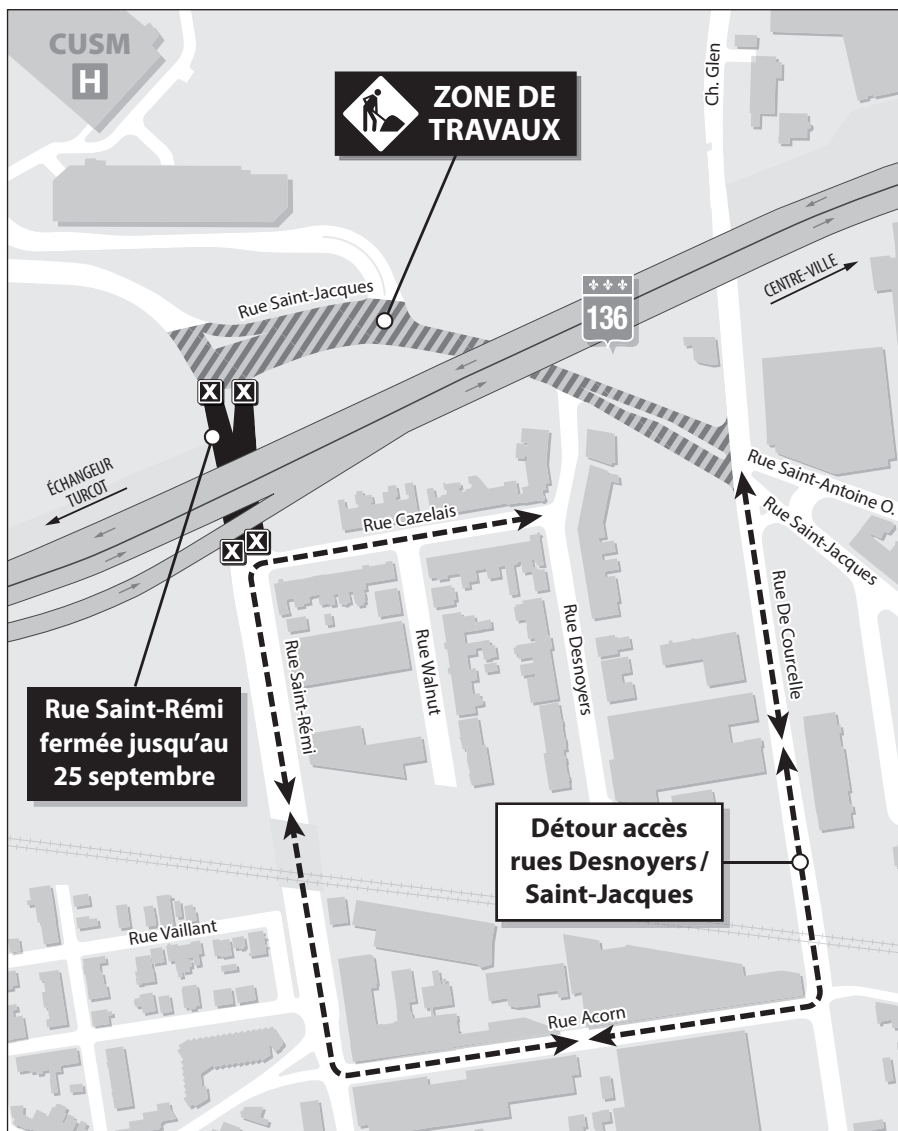 CUSM
H
ZONE DE
TRAVAUX
Ch. Glen
Rue Saint-Jacques
136
CENTRE-VILLE
X X
ÉCHANGEUR
TURCOT
Rue Saint-Antoine O.
Rue Saint-Jacques
Rue Cazelais
X X
Rue Saint-Rémi
Rue Walnut
Rue Desnoyers
Rue De Courcelle
Rue Saint-Rémi
fermée jusqu’au
25 septembre
Détour accès
rues Desnoyers /
Saint-Jacques
Rue Vaillant
Rue Acorn